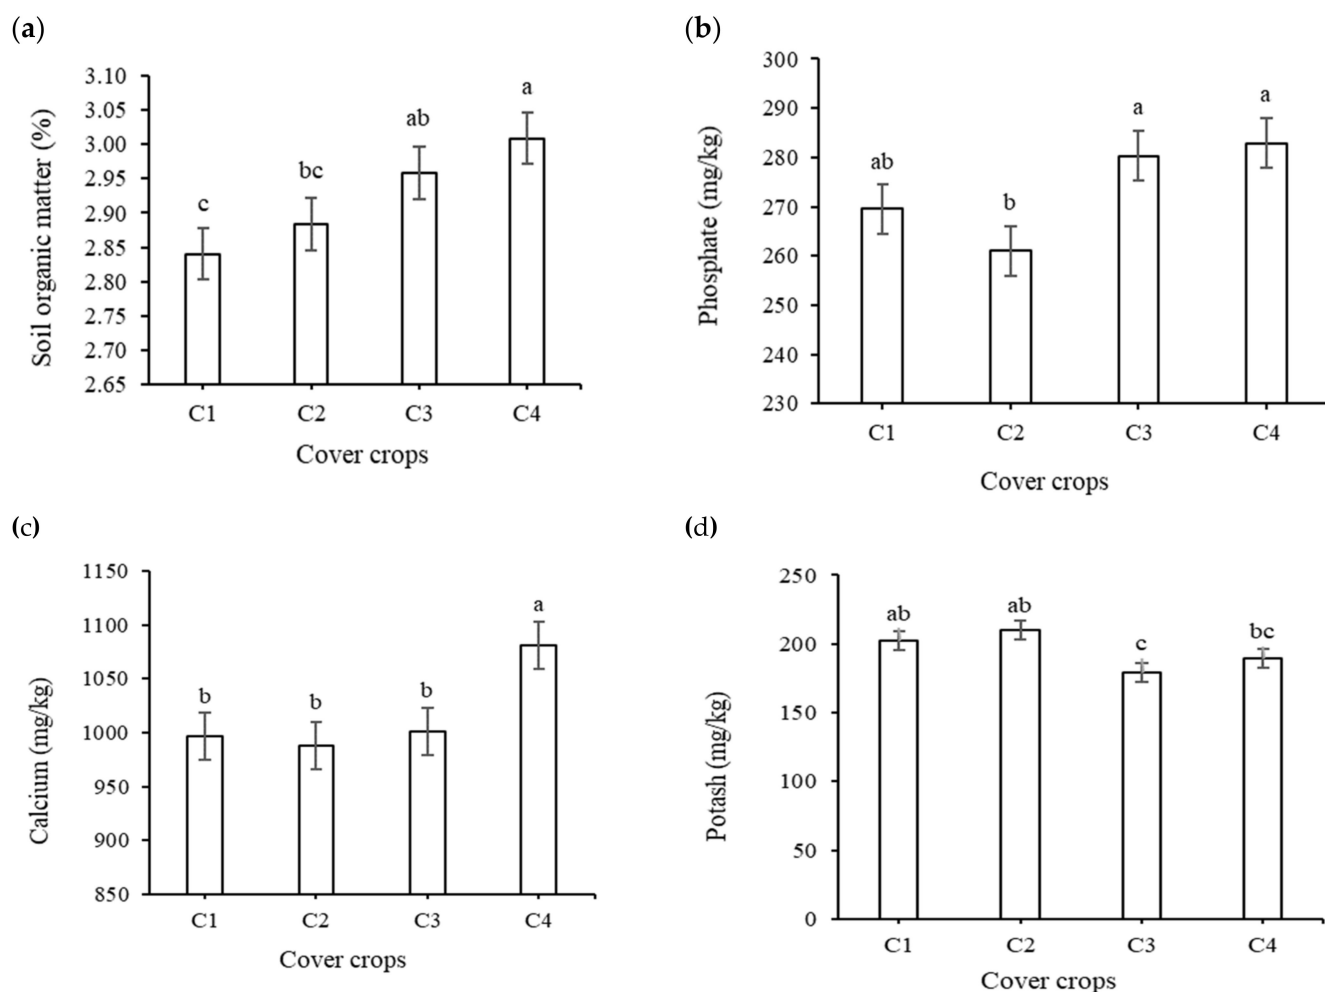 (a)
Soil organic matter (%)
3.10
3.05
3.00
2.95
2.90
2.85
2.80
2.75
2.70
2.65
c
bc
ab
a
C1 C2 C3 C4
Cover crops
(b)
Phosphate (mg/kg)
300
290
280
270
260
250
240
230
ab
b
a
a
C1 C2 C3 C4
Cover crops
(c)
Calcium (mg/kg)
1150
1100
1050
1000
950
900
850
b
b
b
a
C1 C2 C3 C4
Cover crops
(d)
Potash (mg/kg)
250
200
150
100
50
0
ab
ab
c
bc
C1 C2 C3 C4
Cover crops